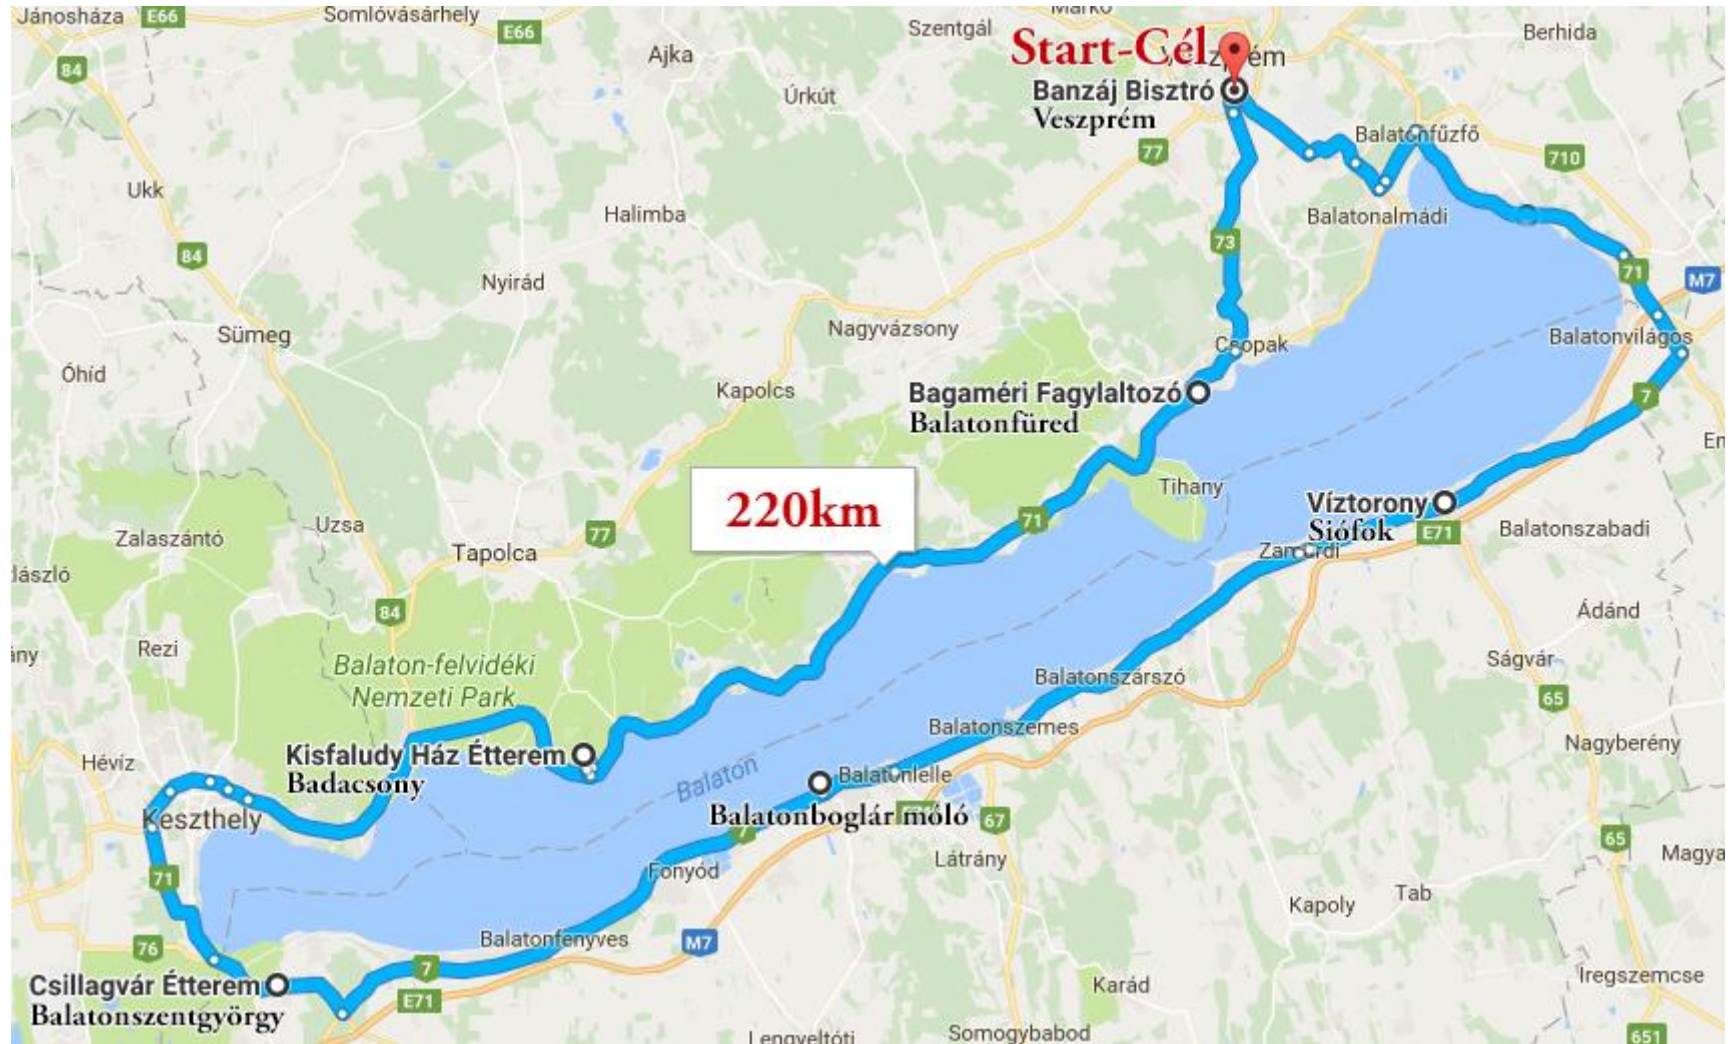 Jánosháza
E66
Somlóvásárhely
E66
Szentgál
Márkó
Berhida
84
Ajka
Start-Cél
Úrkút
Banzáj Bisztró
Veszprém
77
Balatonfűzfő
710
Ukk
Halimba
Balatonalmádi
84
73
71
M7
Nyirád
Sümeg
Nagyvázsony
Csopak
Balatonvilágos
Óhíd
Kapolcs
Bagaméri Fagylaltozó
Balatonfüred
7
220km
Tihany
Víztorony
Siófok
71
E71
Balatonszabadi
Zalaszántó
Uzsa
Tapolca
77
Zamárdi
84
Ádánd
Rezi
Balaton-felvidéki
Nemzeti Park
Ságvár
Balatonszárszó
65
Balatonszemes
Nagyberény
Hévíz
Kisfaludy Ház Étterem
Badacsony
Balaton
Balatonlelle
Balatonboglár móló
7
67
Keszthely
65
Látrány
Fonyód
71
Tab
Kapoly
76
Balatonfenyves
M7
7
E71
Csillagvár Étterem
Balatonszentgyörgy
Karád
Iregszemcse
Lengyeltóti
Somogybabod
651